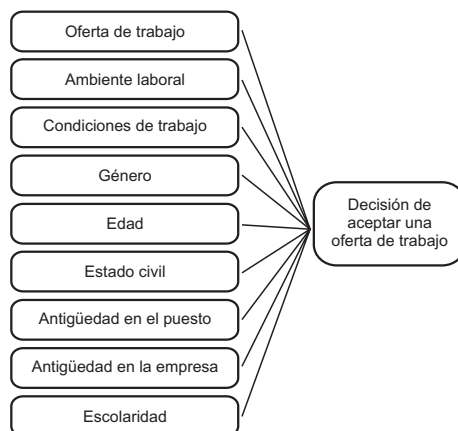 Oferta de trabajo
Ambiente laboral
Condiciones de trabajo
Género
Edad
Estado civil
Antigüedad en el puesto
Antigüedad en la empresa
Escolaridad
Decisión de
aceptar una
oferta de trabajo